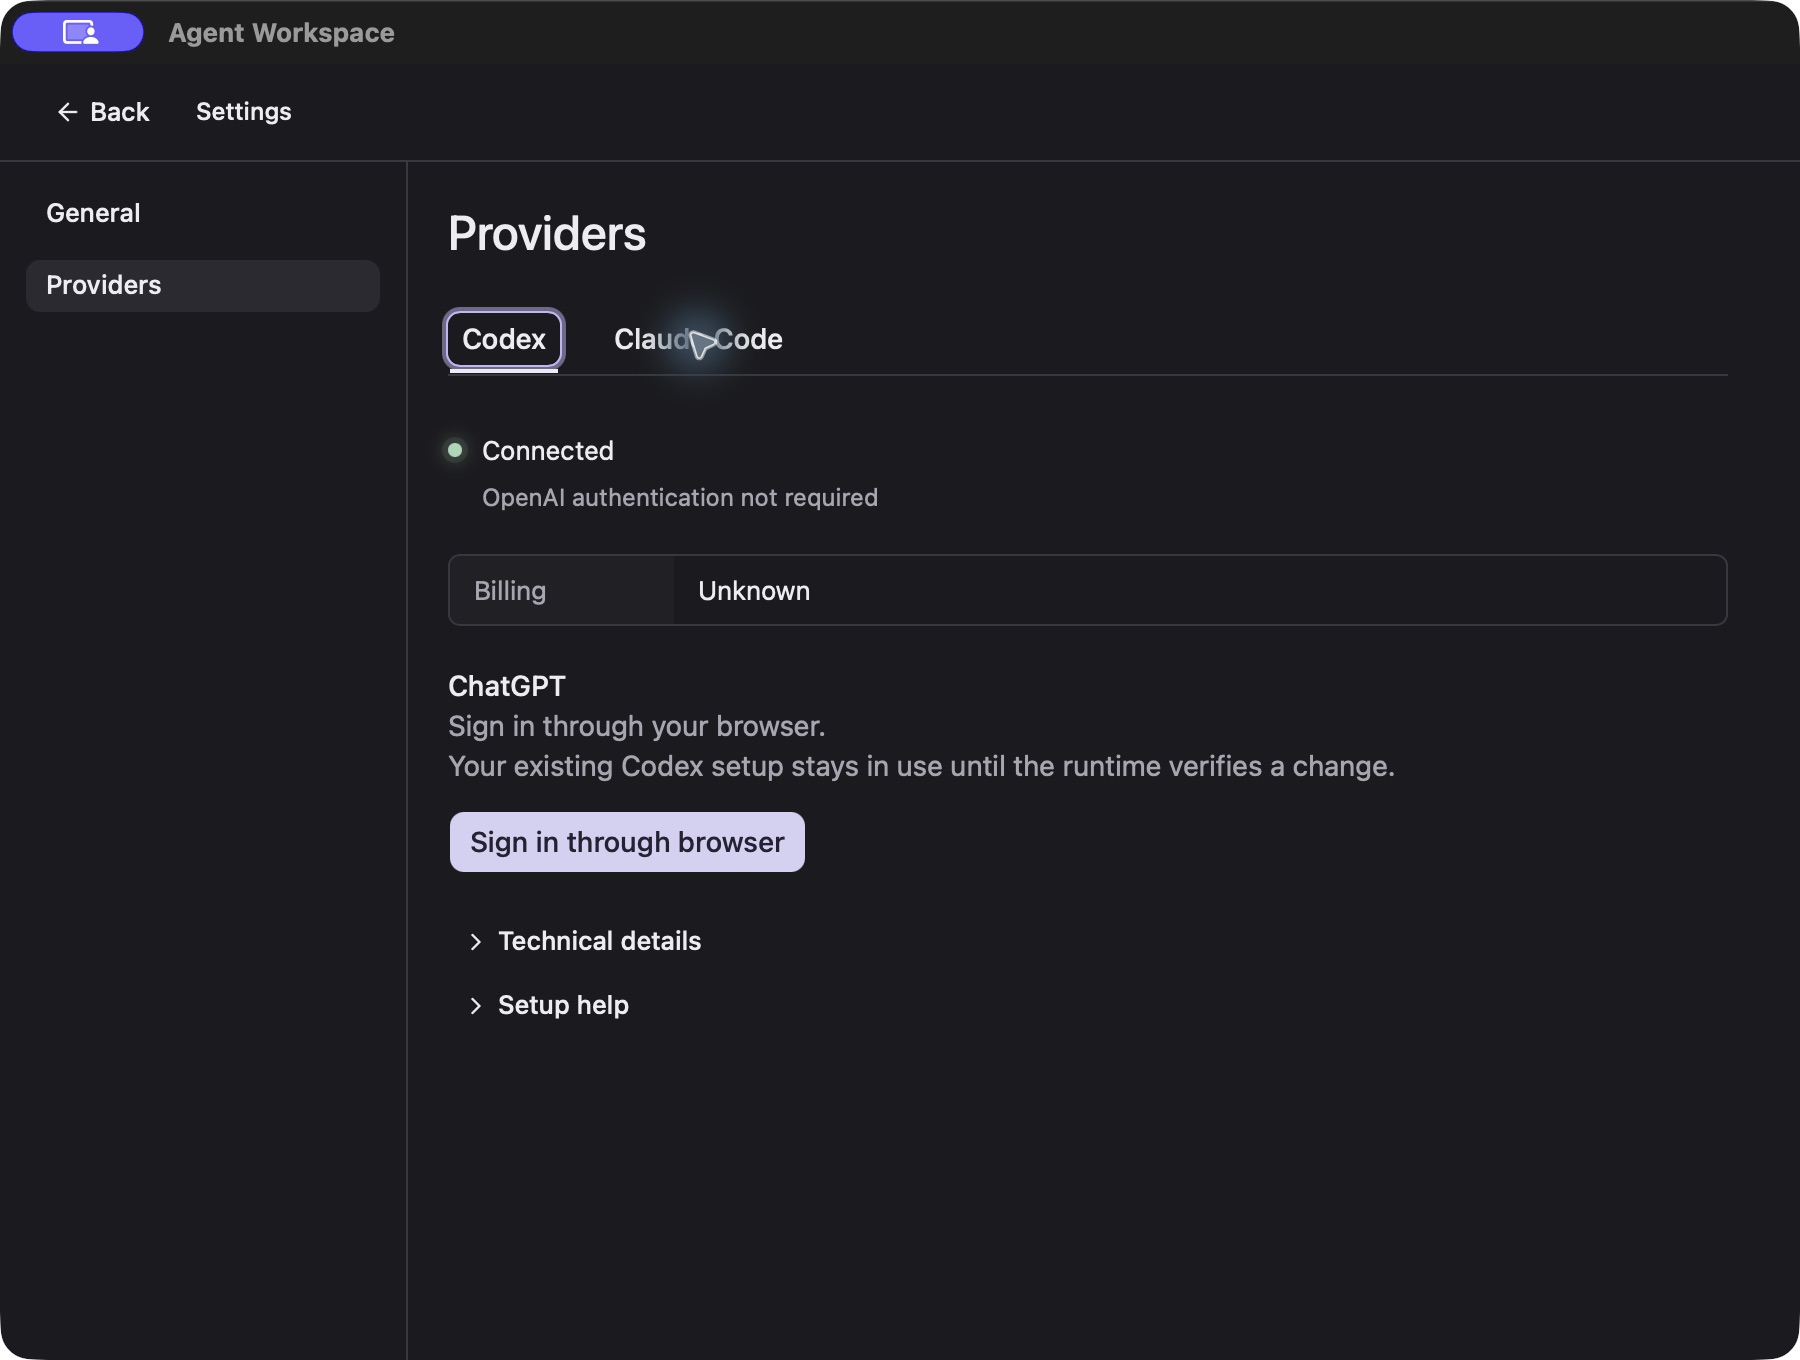 Agent Workspace
Back
Settings
General
Providers
Providers
Codex
Claude Code
Connected
OpenAI authentication not required
Billing
Unknown
ChatGPT
Sign in through your browser.
Your existing Codex setup stays in use until the runtime verifies a change.
Sign in through browser
Technical details
Setup help